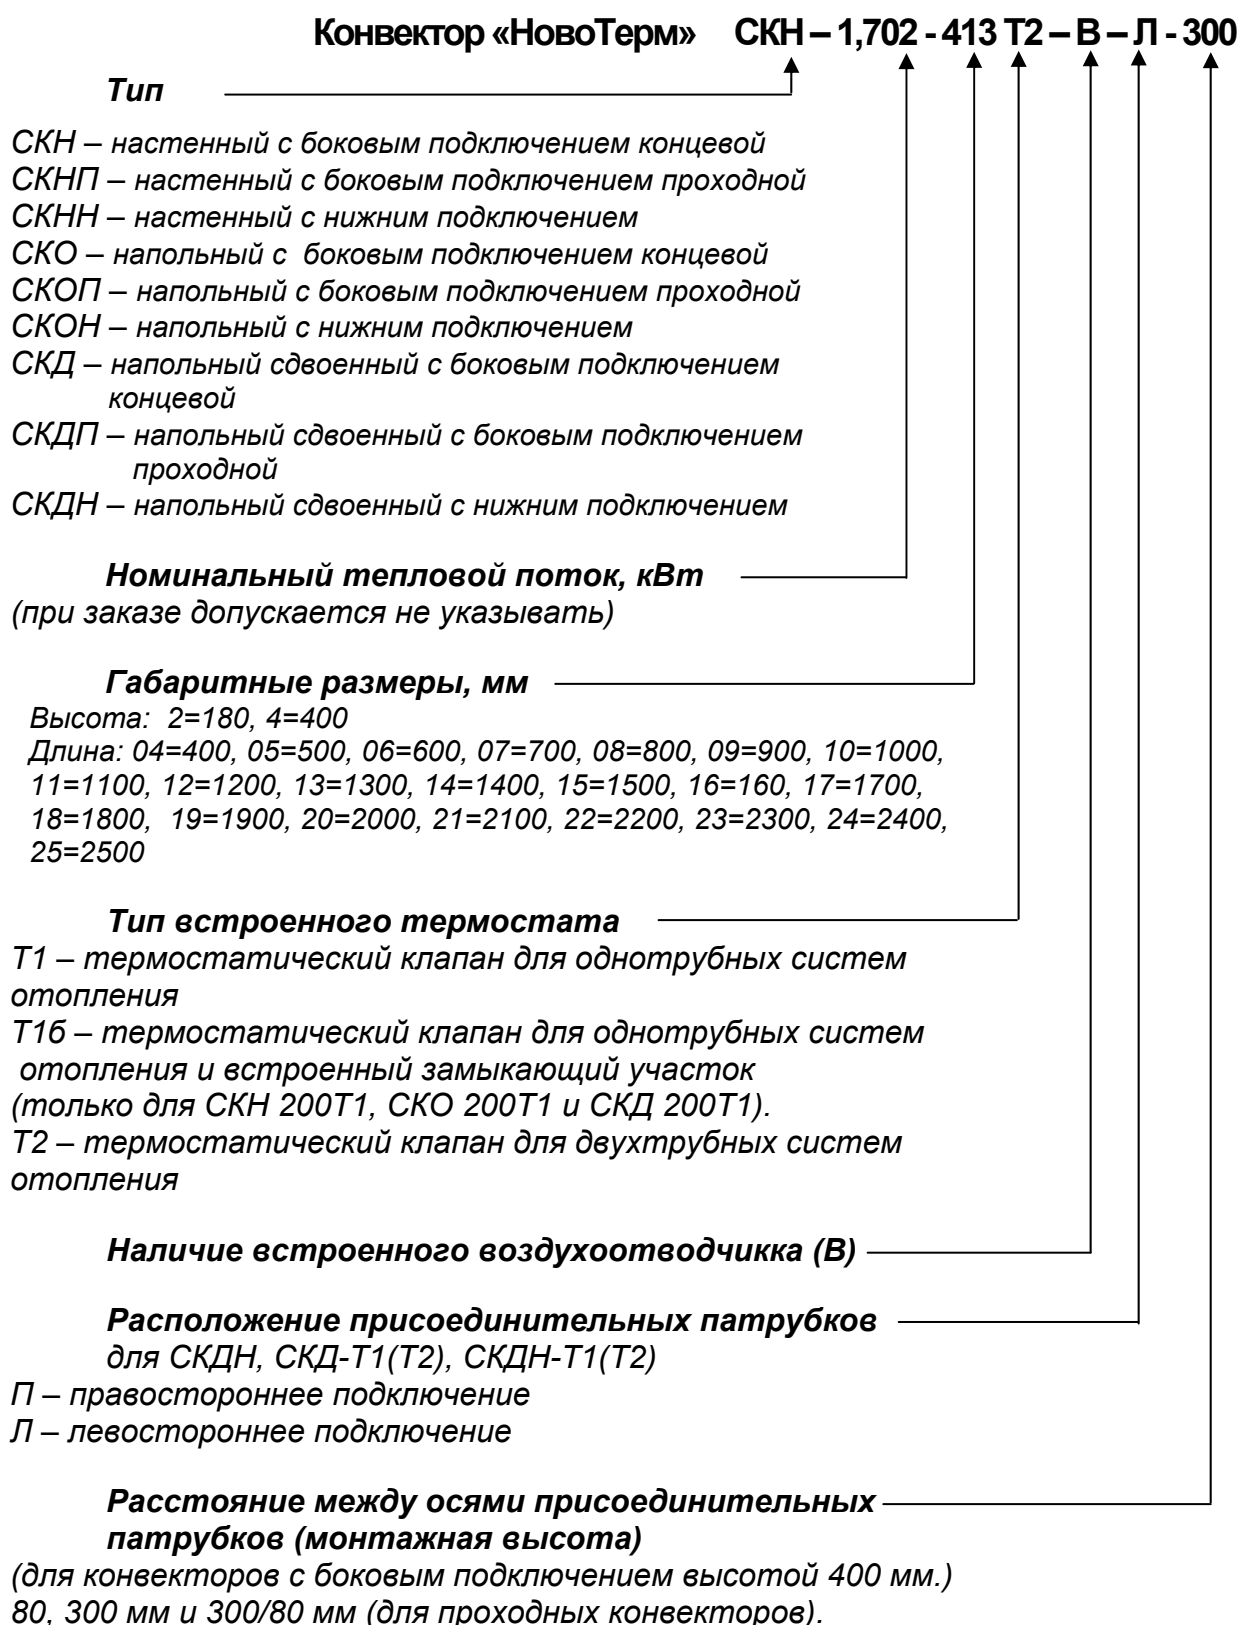 Конвектор «НовоТерм» СКН – 1,702 - 413 Т2 – В – Л - 300
Тип
СКН – настенный с боковым подключением концевой
СКНП – настенный с боковым подключением проходной
СКНН – настенный с нижним подключением
СКО – напольный с боковым подключением концевой
СКОП – напольный с боковым подключением проходной
СКОН – напольный с нижним подключением
СКД – напольный сдвоенный с боковым подключением
концевой
СКДП – напольный сдвоенный с боковым подключением
проходной
СКДН – напольный сдвоенный с нижним подключением
Номинальный тепловой поток, кВт
(при заказе допускается не указывать)
Габаритные размеры, мм
Высота: 2=180, 4=400
Длина: 04=400, 05=500, 06=600, 07=700, 08=800, 09=900, 10=1000,
11=1100, 12=1200, 13=1300, 14=1400, 15=1500, 16=160, 17=1700,
18=1800, 19=1900, 20=2000, 21=2100, 22=2200, 23=2300, 24=2400,
25=2500
Тип встроенного термостата
Т1 – термостатический клапан для однотрубных систем
отопления
Т1б – термостатический клапан для однотрубных систем
отопления и встроенный замыкающий участок
(только для СКН 200Т1, СКО 200Т1 и СКД 200Т1).
Т2 – термостатический клапан для двухтрубных систем
отопления
Наличие встроенного воздухоотводчикка (В)
Расположение присоединительных патрубков
для СКДН, СКД-Т1(Т2), СКДН-Т1(Т2)
П – правостороннее подключение
Л – левостороннее подключение
Расстояние между осями присоединительных
патрубков (монтажная высота)
(для конвекторов с боковым подключением высотой 400 мм.)
80, 300 мм и 300/80 мм (для проходных конвекторов).